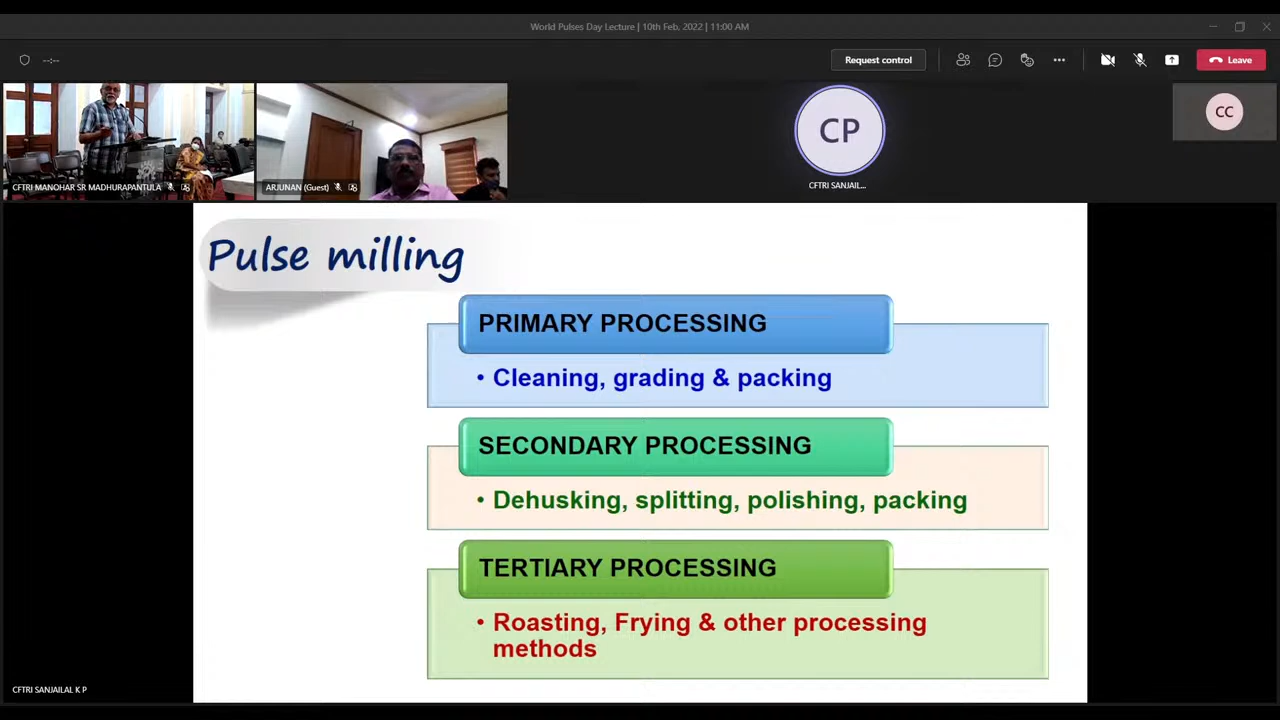 World Pulses Day Lecture | 10th Feb, 2022 | 11:00 AM
--:--
Request control
Leave
CFTRI MANOHAR SR MADHURAPANTULA
ARJUNAN (Guest)
CP
CFTRI SANJAIL...
CC
Pulse milling
PRIMARY PROCESSING
• Cleaning, grading & packing
SECONDARY PROCESSING
• Dehusking, splitting, polishing, packing
TERTIARY PROCESSING
• Roasting, Frying & other processing
methods
CFTRI SANJAILAL K P